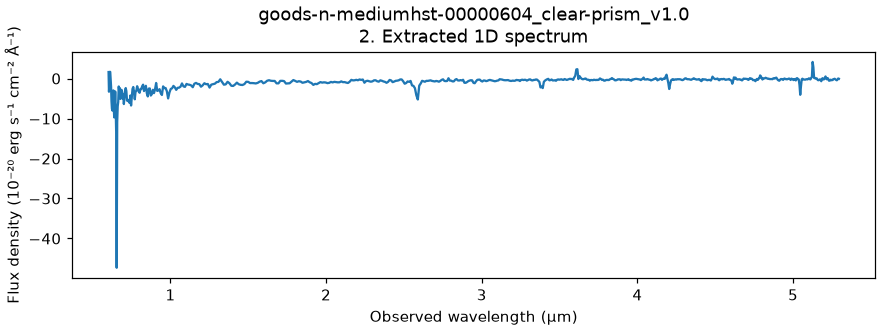 goods-n-mediumhst-00000604_clear-prism_v1.0
2. Extracted 1D spectrum
Flux density (10⁻²⁰ erg s⁻¹ cm⁻² Å⁻¹)
0
−10
−20
−30
−40
1 2 3 4 5
Observed wavelength (µm)